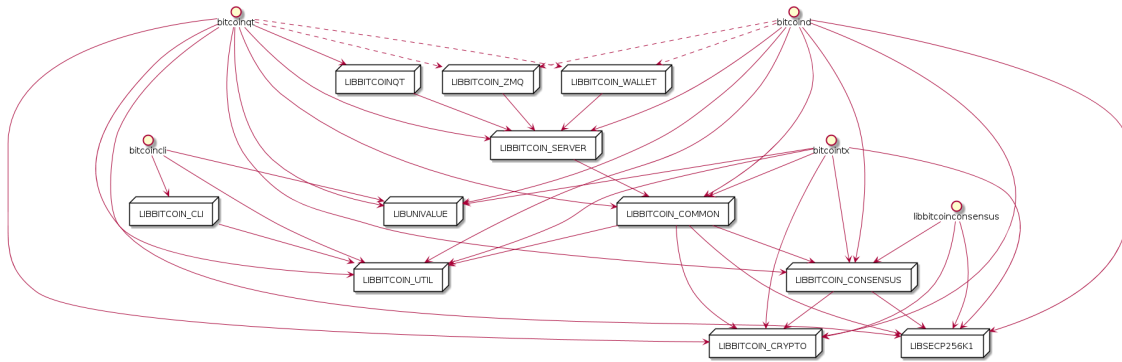 bitcoinqt
bitcoind
LIBBITCOINQT
LIBBITCOIN_ZMQ
LIBBITCOIN_WALLET
bitcoincli
LIBBITCOIN_SERVER
bitcointx
LIBBITCOIN_CLI
LIBUNIVALUE
LIBBITCOIN_COMMON
libbitcoinconsensus
LIBBITCOIN_UTIL
LIBBITCOIN_CONSENSUS
LIBBITCOIN_CRYPTO
LIBSECP256K1